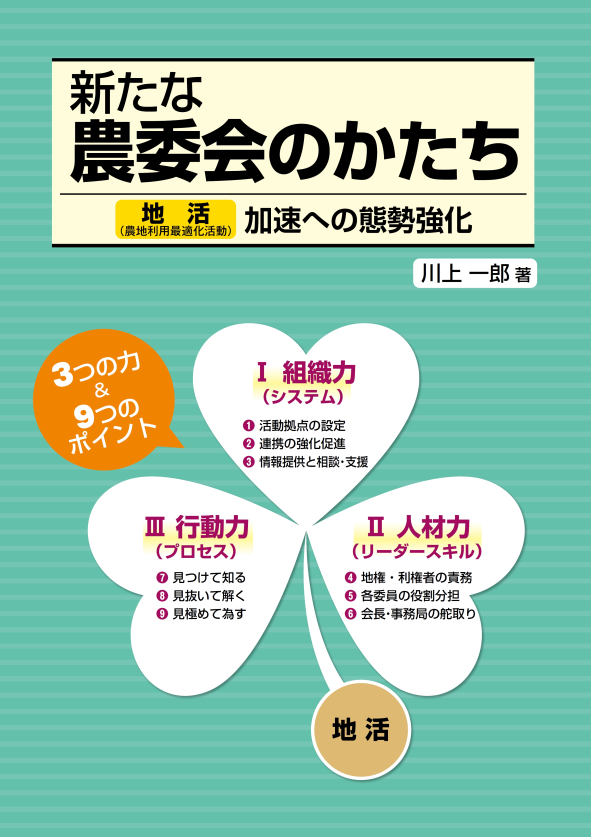 新たな
農委会のかたち
地 活
(農地利用最適化活動)
加速への態勢強化
川上 一郎 著
3つの力
&
9つの
ポイント
Ⅰ 組織力
(システム)
❶ 活動拠点の設定
❷ 連携の強化促進
❸ 情報提供と相談・支援
Ⅲ 行動力
(プロセス)
❼ 見つけて知る
❽ 見抜いて解く
❾ 見極めて為す
Ⅱ 人材力
(リーダースキル)
❹ 地権・利権者の責務
❺ 各委員の役割分担
❻ 会長・事務局の舵取り
地 活